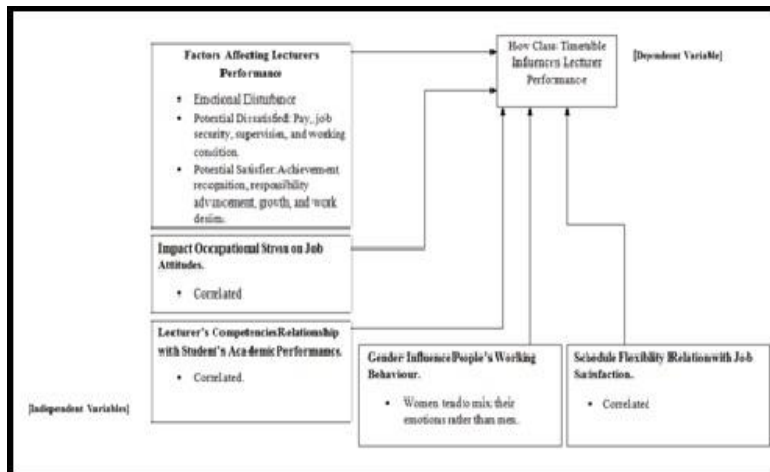 Factors Affecting Lecturers
Performance
• Emotional Disturbance
• Potential Dissatisfied: Pay, job
security, supervision, and working
condition.
• Potential Satisfier: Achievement
recognition, responsibility
advancement, growth, and work
design.
How Class Timetable
Influences Lecturer
Performance
[Dependent Variable]
Impact Occupational Stress on Job
Attitudes.
• Correlated
Lecturer's Competencies Relationship
with Student's Academic Performance.
• Correlated.
Gender Influence People's Working
Behaviour.
• Women tend to mix their
emotions rather than men.
Schedule Flexiblity Relation with Job
Satisfaction.
• Correlated
[Independent Variables]